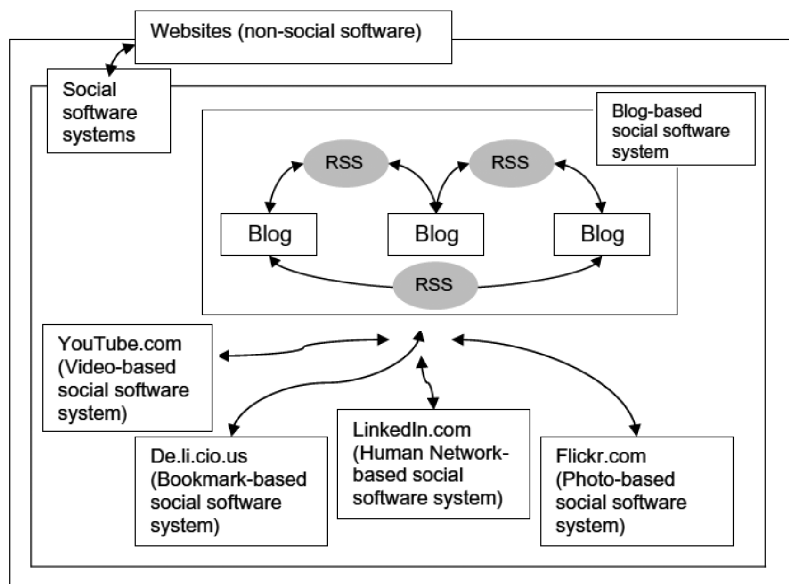 Websites (non-social software)
Social
software
systems
Blog-based
social software
system
RSS
RSS
Blog
Blog
Blog
RSS
YouTube.com
(Video-based
social software
system)
De.li.cio.us
(Bookmark-based
social software
system)
LinkedIn.com
(Human Network-
based social
software system)
Flickr.com
(Photo-based
social software
system)